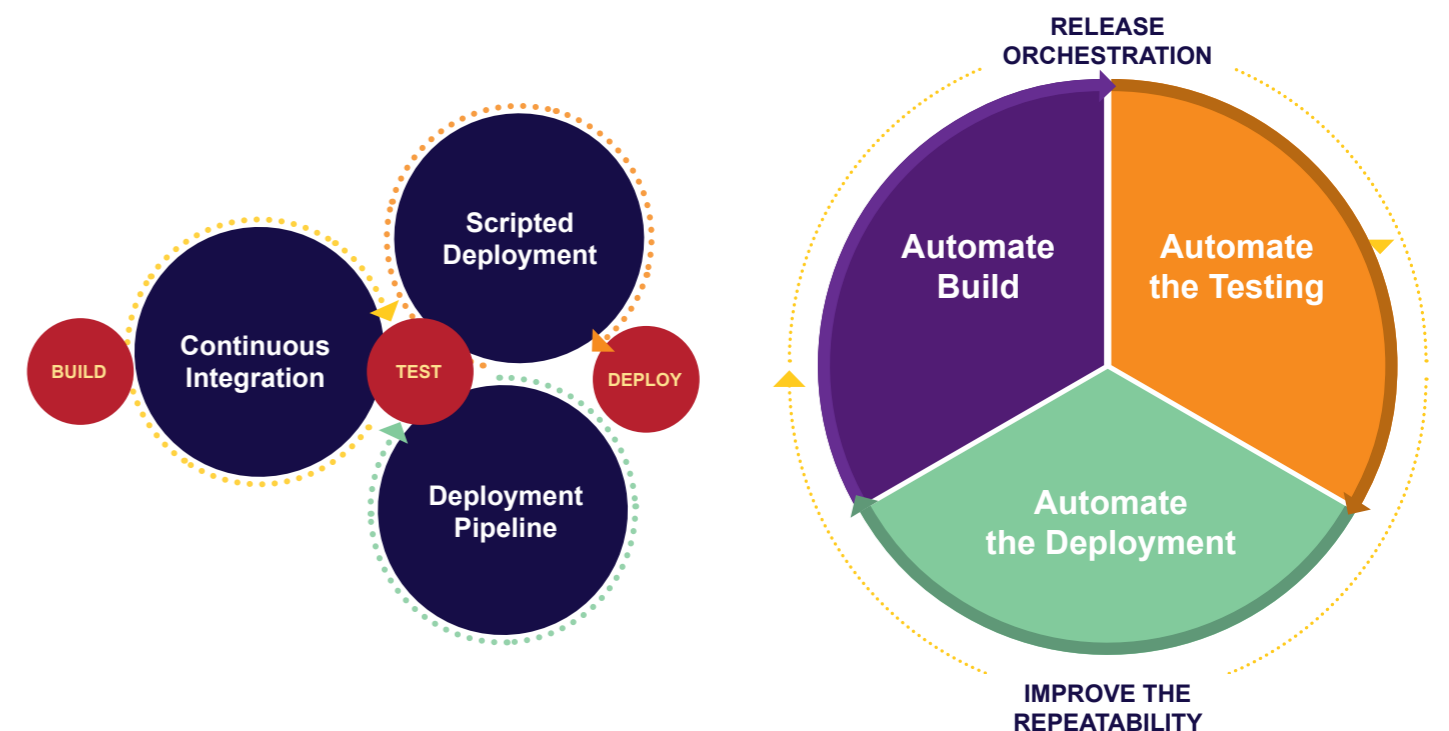 BUILD
Continuous
Integration
TEST
Scripted
Deployment
DEPLOY
Deployment
Pipeline
RELEASE
ORCHESTRATION
Automate
Build
Automate
the Testing
Automate
the Deployment
IMPROVE THE
REPEATABILITY